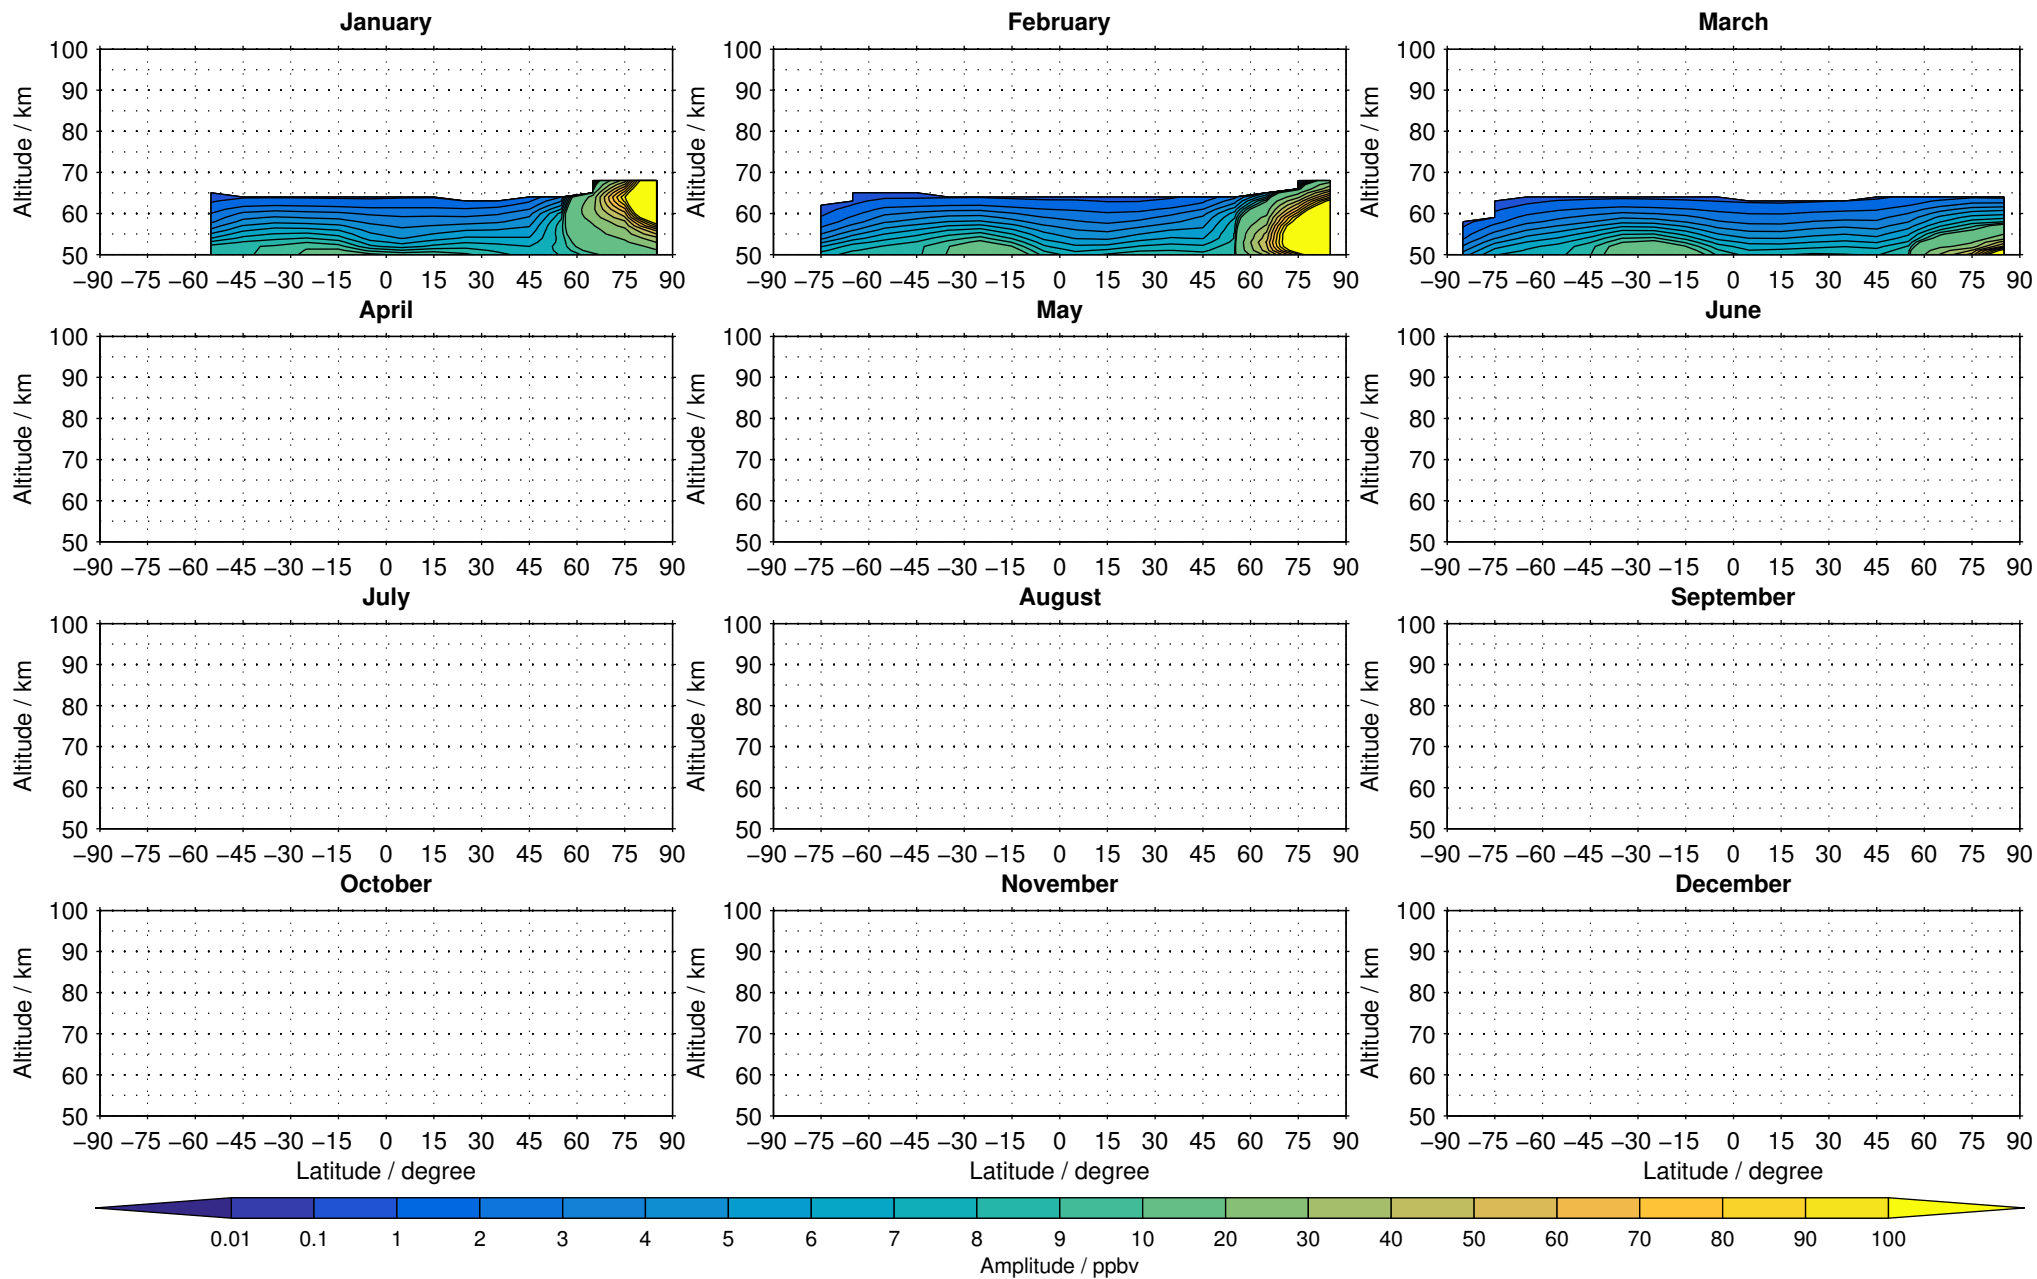 January February March
100 100 100
90 90 90
80 80 80
70 70 70
60 60 60
50 50 50
Altitude / km Altitude / km Altitude / km
−90 −75 −60 −45 −30 −15 0 15 30 45 60 75 90 −90 −75 −60 −45 −30 −15 0 15 30 45 60 75 90 −90 −75 −60 −45 −30 −15 0 15 30 45 60 75 90
April May June
100 100 100
90 90 90
80 80 80
70 70 70
60 60 60
50 50 50
Altitude / km Altitude / km Altitude / km
−90 −75 −60 −45 −30 −15 0 15 30 45 60 75 90 −90 −75 −60 −45 −30 −15 0 15 30 45 60 75 90 −90 −75 −60 −45 −30 −15 0 15 30 45 60 75 90
July August September
100 100 100
90 90 90
80 80 80
70 70 70
60 60 60
50 50 50
Altitude / km Altitude / km Altitude / km
−90 −75 −60 −45 −30 −15 0 15 30 45 60 75 90 −90 −75 −60 −45 −30 −15 0 15 30 45 60 75 90 −90 −75 −60 −45 −30 −15 0 15 30 45 60 75 90
October November December
100 100 100
90 90 90
80 80 80
70 70 70
60 60 60
50 50 50
Altitude / km Altitude / km Altitude / km
−90 −75 −60 −45 −30 −15 0 15 30 45 60 75 90 −90 −75 −60 −45 −30 −15 0 15 30 45 60 75 90 −90 −75 −60 −45 −30 −15 0 15 30 45 60 75 90
Latitude / degree Latitude / degree Latitude / degree
0.01 0.1 1 2 3 4 5 6 7 8 9 10 20 30 40 50 60 70 80 90 100
Amplitude / ppbv